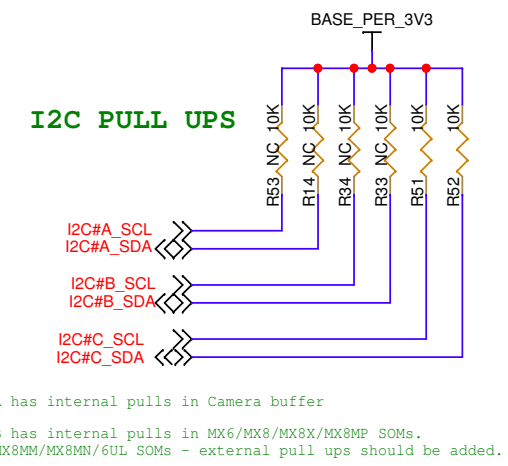 BASE_PER_3V3
I2C PULL UPS
R53 NC 10K
R14 NC 10K
R34 NC 10K
R33 NC 10K
R51 10K
R52 10K
I2C#A_SCL
I2C#A_SDA
I2C#B_SCL
I2C#B_SDA
I2C#C_SCL
I2C#C_SDA
has internal pulls in Camera buffer
has internal pulls in MX6/MX8/MX8X/MX8MP SOMs.
MX8MM/MX8MN/6UL SOMs - external pull ups should be added.